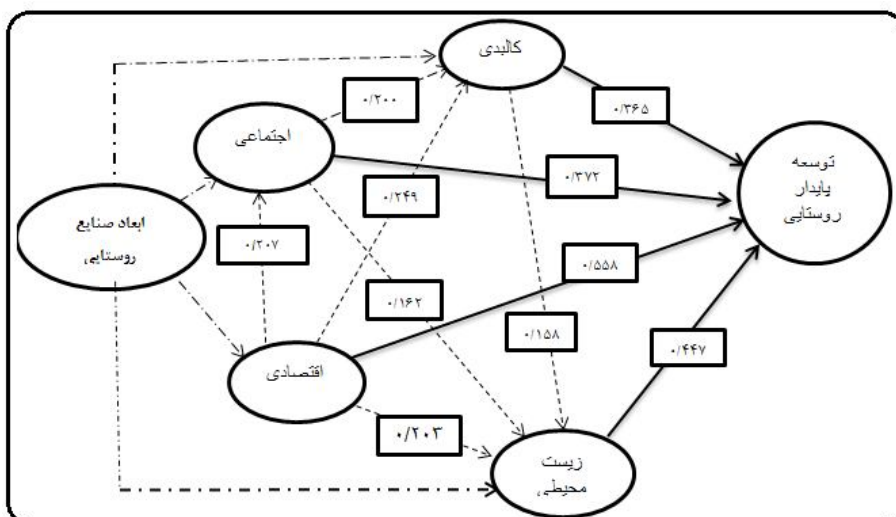 کالبدی
۰/۲۰۰
۰/۳۶۵
اجتماعی
توسعه
پایدار
روستایی
۰/۳۷۲
۰/۲۴۹
ابعاد صنایع
روستایی
۰/۲۰۷
۰/۵۵۸
۰/۱۶۲
۰/۱۵۸
۰/۴۴۷
اقتصادی
۰/۲۰۳
زیست
محیطی